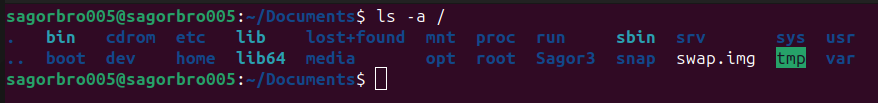 sagorbro005@sagorbro005:~/Documents$ ls -a /
.   bin   cdrom  etc   lib    lost+found  mnt  proc  run     sbin  srv       sys  usr
..  boot  dev    home  lib64  media       opt  root  Sagor3  snap  swap.img  tmp  var
sagorbro005@sagorbro005:~/Documents$